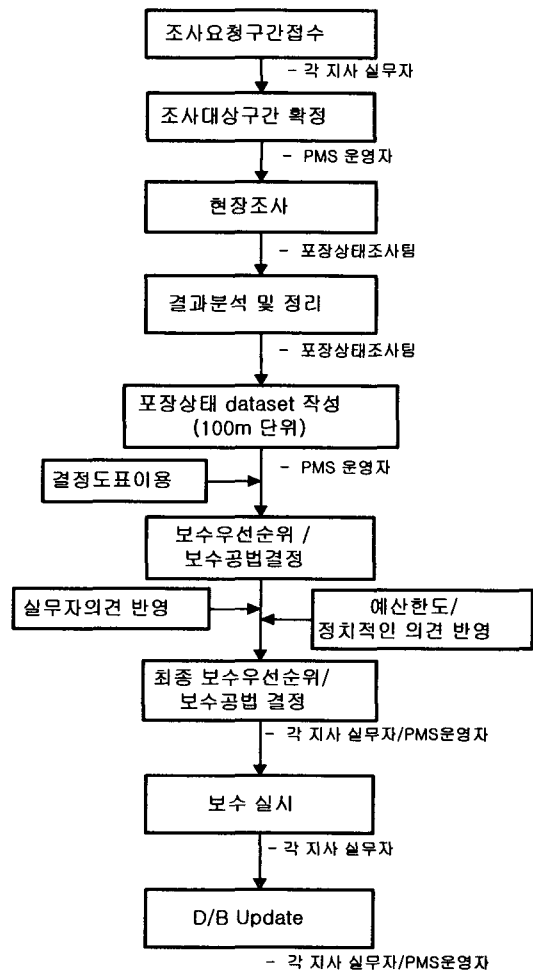 조사요청구간접수
- 각 지사 실무자
조사대상구간 확정
- PMS 운영자
현장조사
- 포장상태조사팀
결과분석 및 정리
- 포장상태조사팀
포장상태 dataset 작성
(100m 단위)
- PMS 운영자
결정도표이용
보수우선순위 /
보수공법결정
실무자의견 반영
예산한도/
정치적인 의견 반영
최종 보수우선순위/
보수공법 결정
- 각 지사 실무자/PMS운영자
보수 실시
- 각 지사 실무자
D/B Update
- 각 지사 실무자/PMS운영자